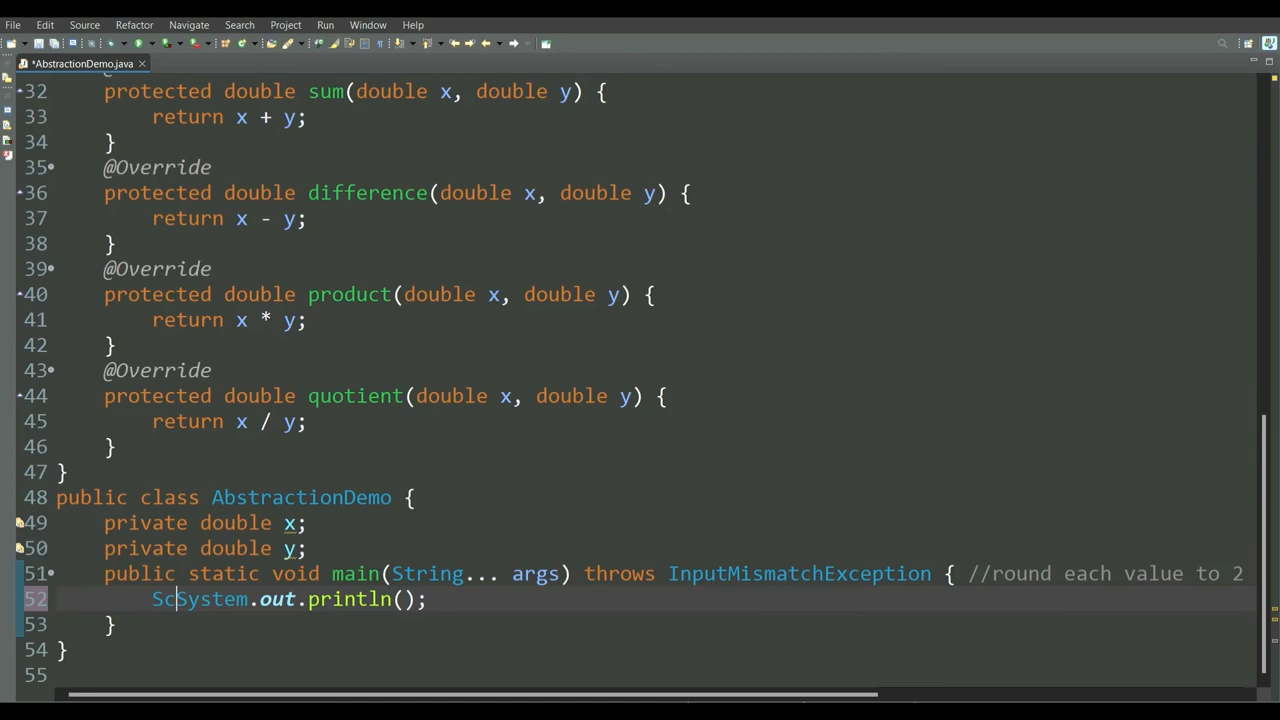 File Edit Source Refactor Navigate Search Project Run Window Help
*AbstractionDemo.java
32 protected double sum(double x, double y) {
33 return x + y;
34 }
35 @Override
36 protected double difference(double x, double y) {
37 return x - y;
38 }
39 @Override
40 protected double product(double x, double y) {
41 return x * y;
42 }
43 @Override
44 protected double quotient(double x, double y) {
45 return x / y;
46 }
47 }
48 public class AbstractionDemo {
49 private double x;
50 private double y;
51 public static void main(String... args) throws InputMismatchException { //round each value to 2
52 ScSystem.out.println();
53 }
54 }
55